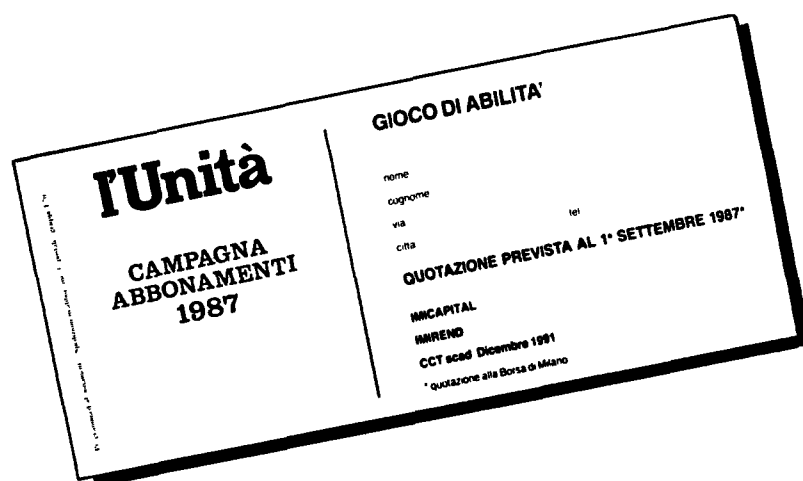 l'Unità
CAMPAGNA
ABBONAMENTI
1987
GIOCO DI ABILITA'
nome
cognome
via
citta tel
QUOTAZIONE PREVISTA AL 1° SETTEMBRE 1987*
IMICAPITAL
IMIREND
CCT scad Dicembre 1991
* quotazione alla Borsa di Milano